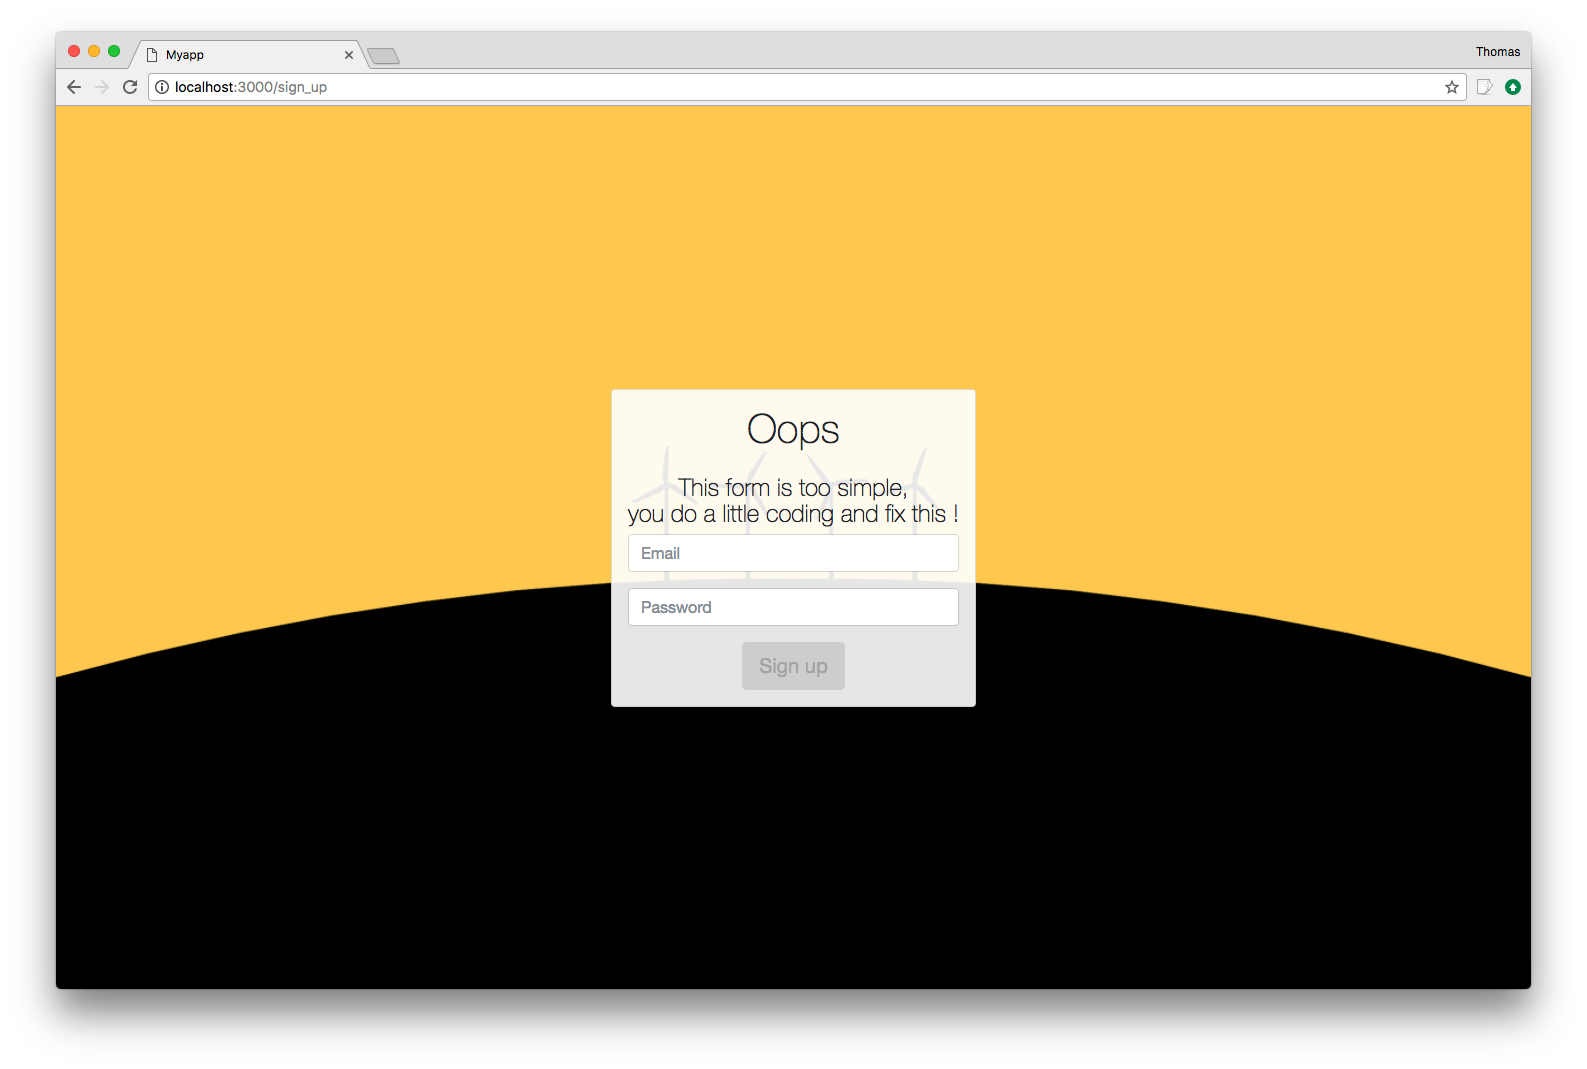 Myapp
Thomas
localhost:3000/sign_up
Oops
This form is too simple,
you do a little coding and fix this !
Email
Password
Sign up